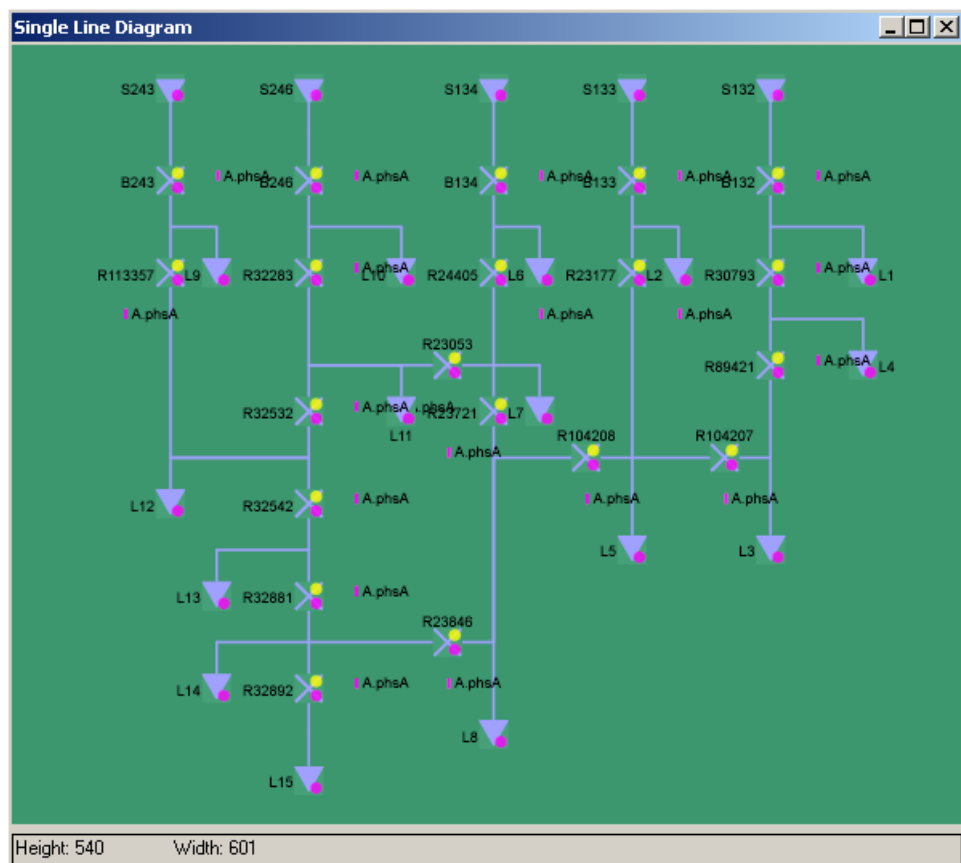 Single Line Diagram
S243 S246 S134 S133 S132
B243 A.phsA B246 A.phsA B134 A.phsA B133 A.phsA B132 A.phsA
R113357 L9 R32263 A.phsA L10 R24405 L6 R23177 L2 R30793 A.phsA L1
A.phsA A.phsA A.phsA
R23053
R89421 A.phsA L4
R32532 A.phsA A.phsA R23721 L7
L11 R104208 R104207
A.phsA
L12 R32542 A.phsA A.phsA A.phsA
L5 L3
L13 R32881 A.phsA
R23846
L14 R32892 A.phsA A.phsA
L8
L15
Height: 540 Width: 601